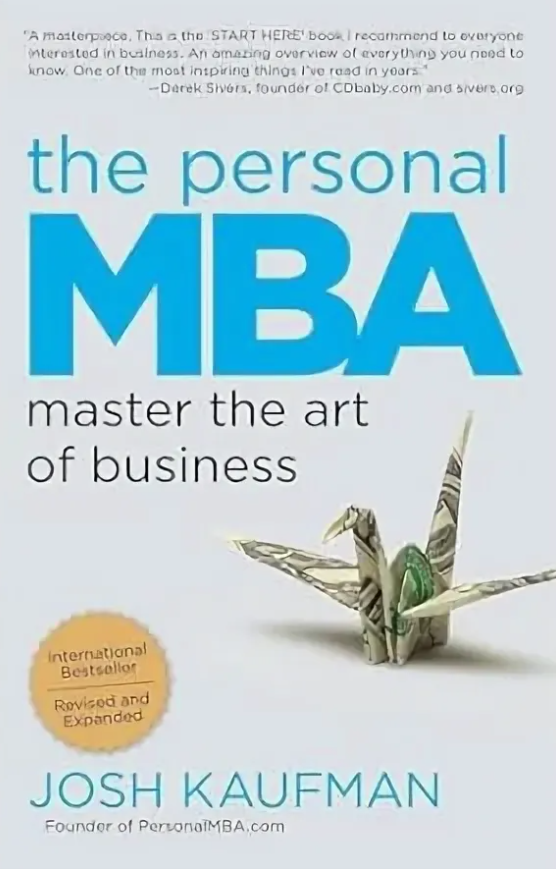 "A masterpiece. This is the 'START HERE' book I recommend to everyone
interested in business. An amazing overview of everything you need to
know. One of the most inspiring things I've read in years."
—Derek Sivers, founder of CDbaby.com and sivers.org
the personal
MBA
master the art
of business
International
Bestseller
Revised and
Expanded
JOSH KAUFMAN
Founder of PersonalMBA.com